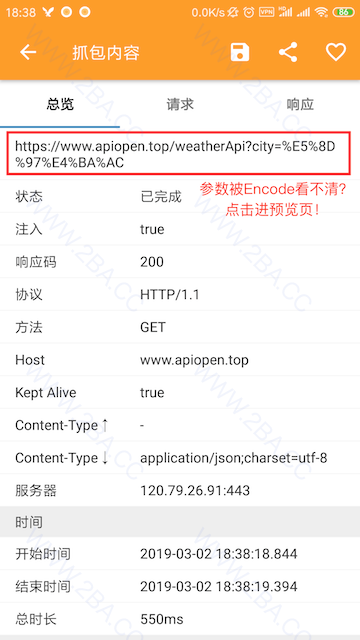 18:38 0.0K/s VPN 86
抓包内容
总览 请求 响应
https://www.apiopen.top/weatherApi?city=%E5%8D
%97%E4%BA%AC
状态 已完成
参数被Encode看不清?
点击进预览页!
注入 true
响应码 200
协议 HTTP/1.1
方法 GET
Host www.apiopen.top
Kept Alive true
Content-Type↑ -
Content-Type↓ application/json;charset=utf-8
服务器 120.79.26.91:443
时间
开始时间 2019-03-02 18:38:18.844
结束时间 2019-03-02 18:38:19.394
总时长 550ms
WWW.2BA.CC